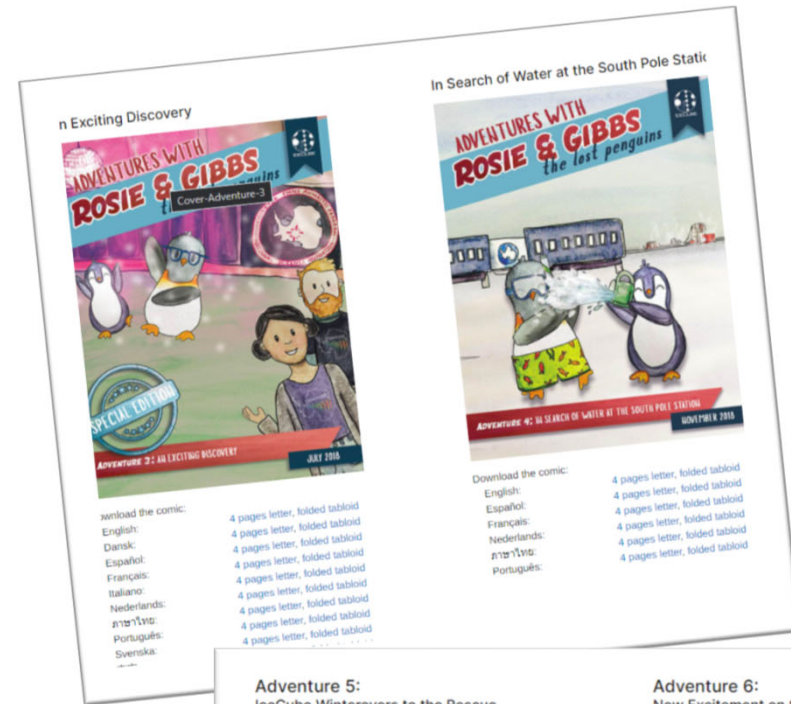 n Exciting Discovery
ADVENTURES WITH
ROSIE & GIBBS
Cover-Adventure-3
IceCube
SPECIAL EDITION
ADVENTURE 3: AN EXCITING DISCOVERY
JULY 2018
wnload the comic:
English: 4 pages letter, folded tabloid
Dansk: 4 pages letter, folded tabloid
Español: 4 pages letter, folded tabloid
Français: 4 pages letter, folded tabloid
Italiano: 4 pages letter, folded tabloid
Nederlands: 4 pages letter, folded tabloid
ภาษาไทย: 4 pages letter, folded tabloid
Português: 4 pages letter, folded tabloid
Svenska: 4 pages letter, folded tabloid
In Search of Water at the South Pole Static
ADVENTURES WITH
ROSIE & GIBBS
the lost penguins
IceCube
ADVENTURE 4: IN SEARCH OF WATER AT THE SOUTH POLE STATION
NOVEMBER 2018
Download the comic:
English: 4 pages letter, folded tabloid
Español: 4 pages letter, folded tabloid
Français: 4 pages letter, folded tabloid
Nederlands: 4 pages letter, folded tabloid
ภาษาไทย: 4 pages letter, folded tabloid
Português: 4 pages letter, folded tabloid
Adventure 5:
IceCube Winterovers to the Rescue
Adventure 6:
New Excitement on